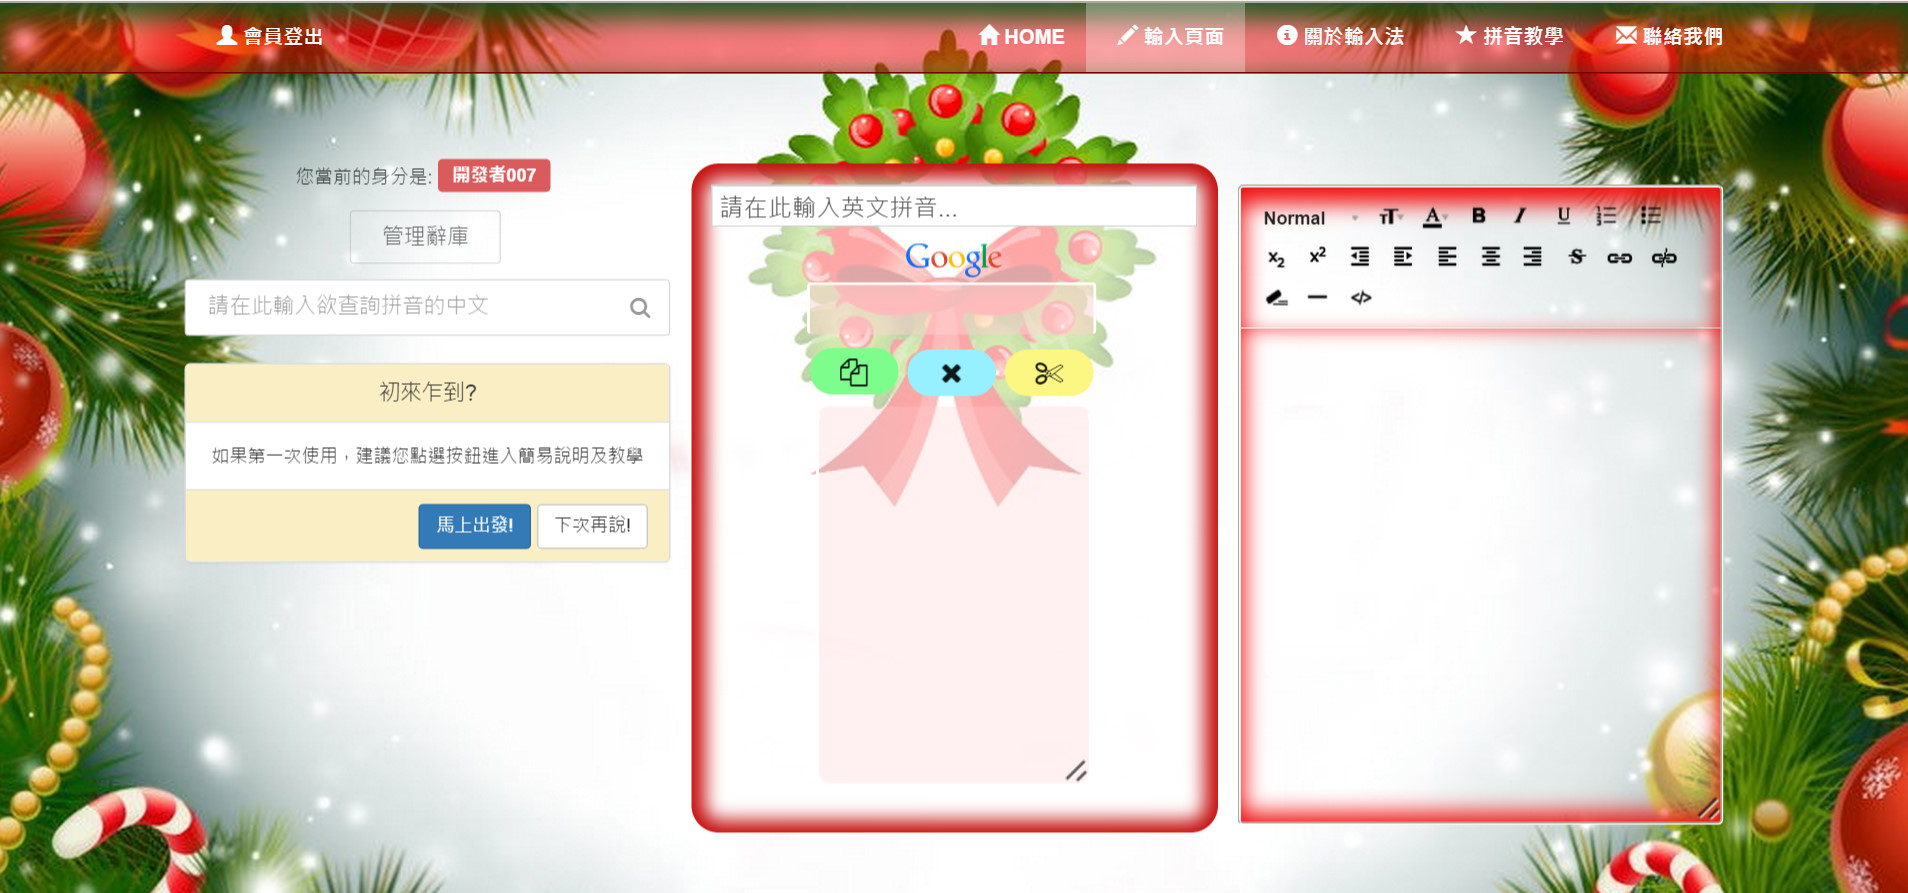 會員登出
HOME
輸入頁面
關於輸入法
拼音教學
聯絡我們
您當前的身分是: 開發者007
管理辭庫
請在此輸入欲查詢拼音的中文
初來乍到?
如果第一次使用，建議您點選按鈕進入簡易說明及教學
馬上出發! 下次再說!
請在此輸入英文拼音...
Google
Normal